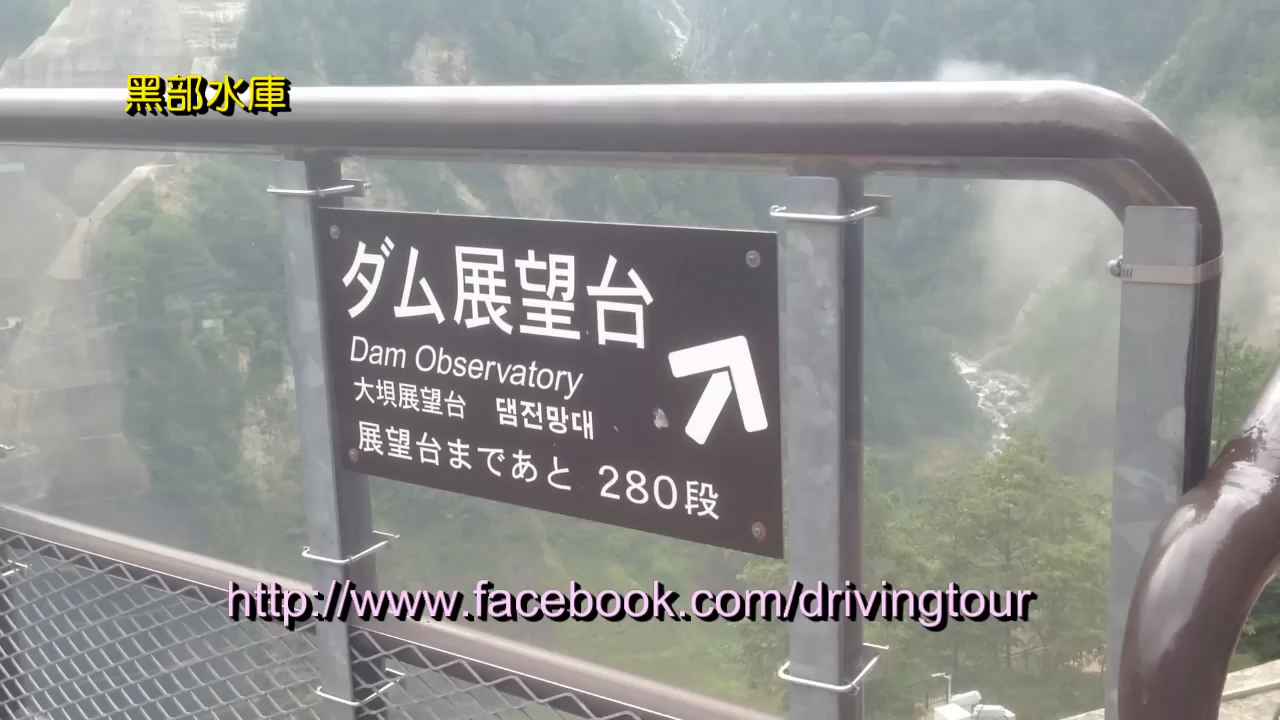 黑部水庫
ダム展望台
Dam Observatory
大坝展望台 댐전망대
展望台まであと 280段
http://www.facebook.com/drivingtour